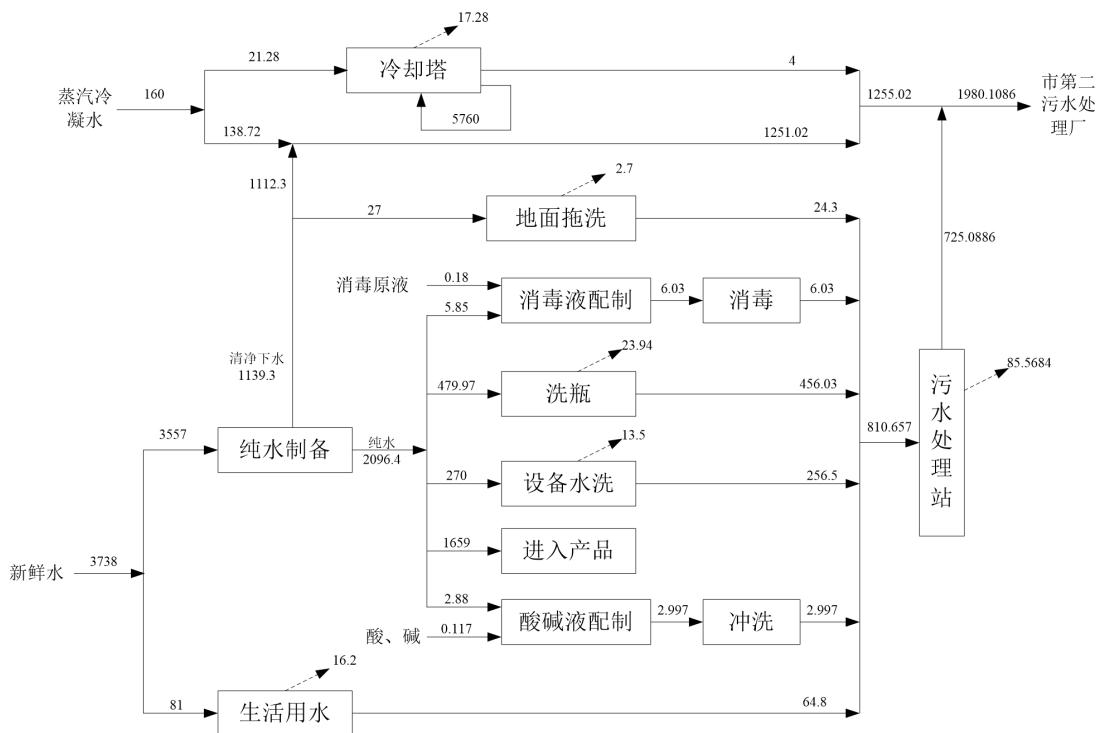 17.28
21.28
冷却塔
4
蒸汽冷
凝水
160
5760
1255.02
1980.1086
市第二
污水处
理厂
138.72
1251.02
1112.3
2.7
27
地面拖洗
24.3
725.0886
消毒原液
0.18
消毒液配制
6.03
消毒
6.03
5.85
清净下水
1139.3
23.94
479.97
洗瓶
456.03
污水处理站
85.5684
3557
纯水制备
纯水
2096.4
13.5
810.657
270
设备水洗
256.5
1659
进入产品
新鲜水
3738
2.88
酸碱液配制
2.997
冲洗
2.997
酸、碱
0.117
16.2
81
生活用水
64.8